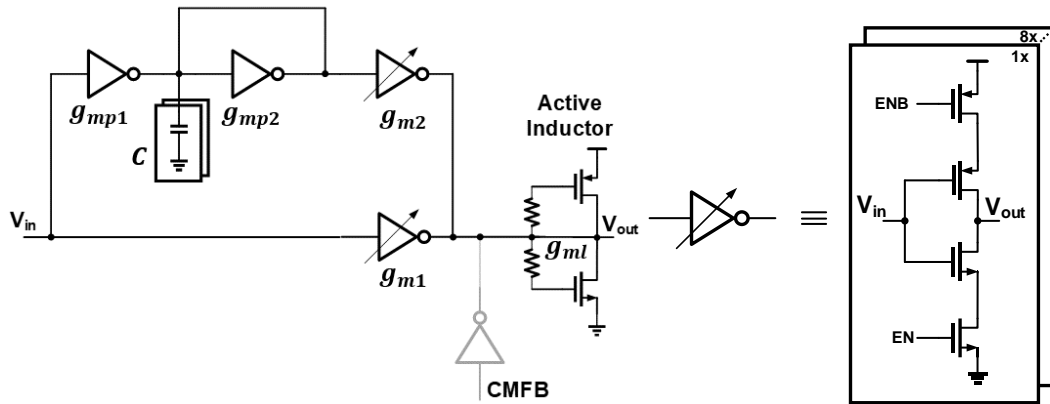 8x
1x
g_mp1
g_mp2
g_m2
C
Active
Inductor
ENB
V_in
g_m1
g_ml
V_out
≡
V_in
V_out
EN
CMFB